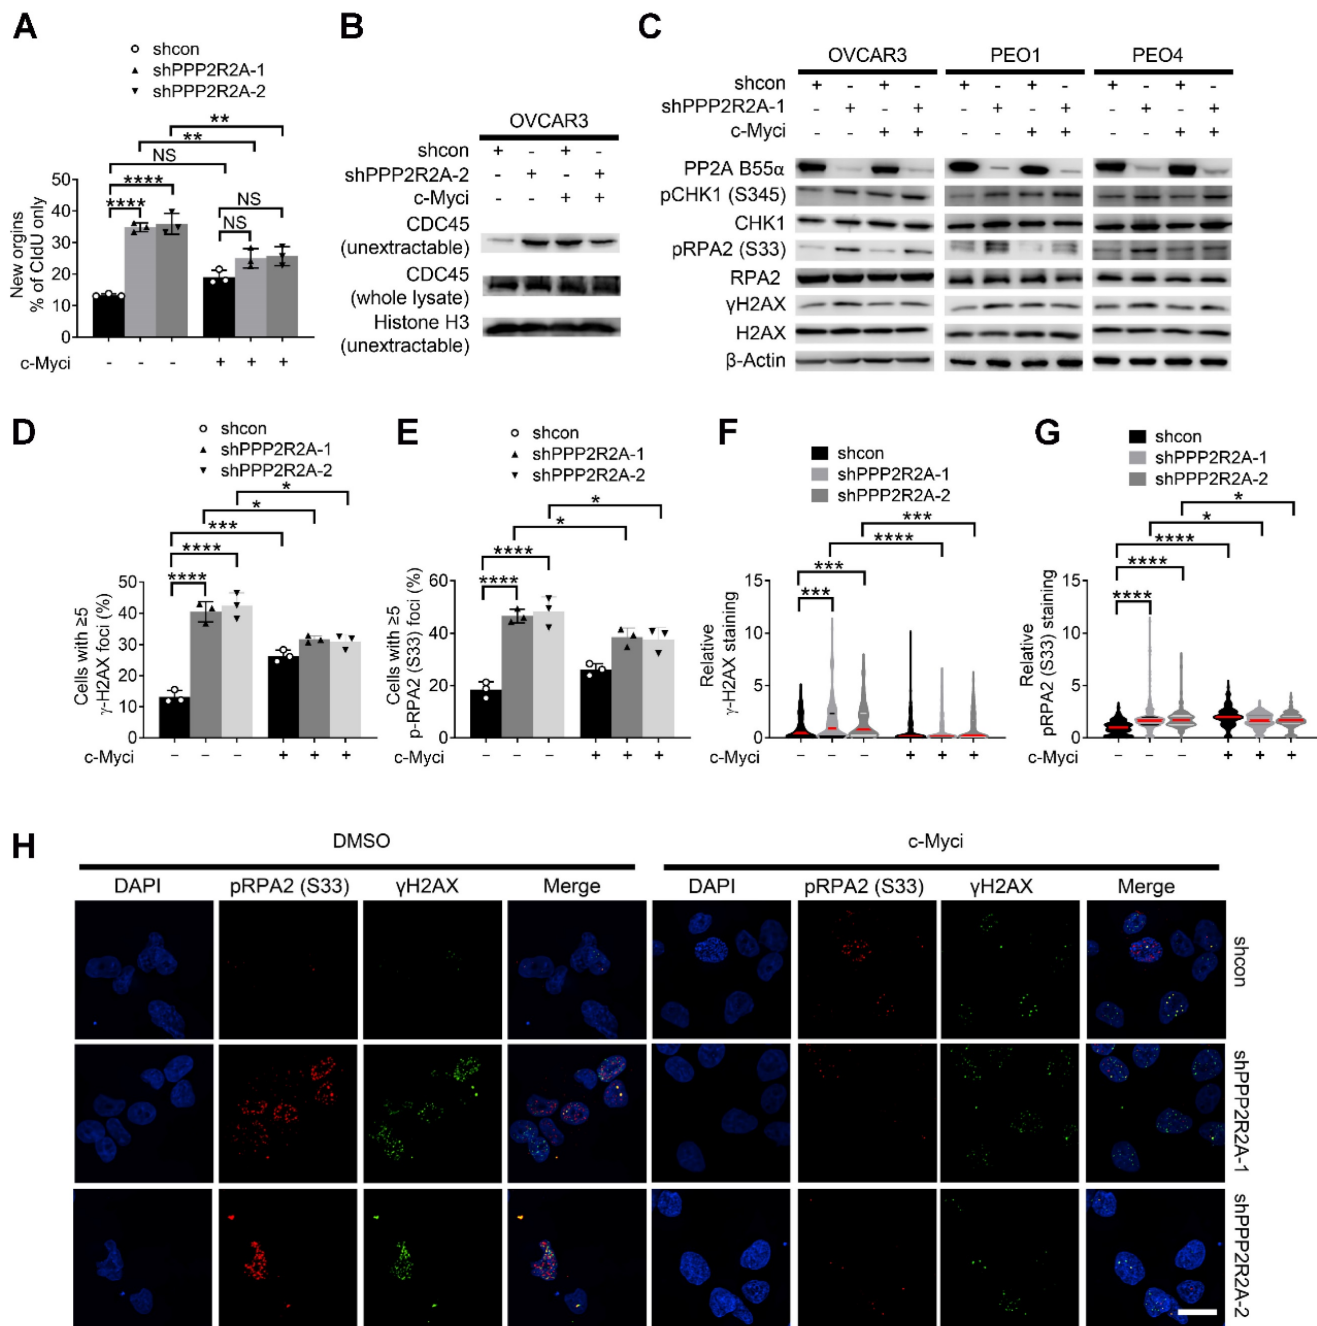 A
shcon
shPPP2R2A-1
shPPP2R2A-2
**
**
NS
****
****
NS
NS
New orgins
% of CldU only
50
40
30
20
10
0
c-Myci
- - - + + +
B
OVCAR3
shcon + - + -
shPPP2R2A-2 - + - +
c-Myci - - + +
CDC45
(unextractable)
CDC45
(whole lysate)
Histone H3
(unextractable)
C
OVCAR3 PEO1 PEO4
shcon + - + - + - + - + - + -
shPPP2R2A-1 - + - + - + - + - + - +
c-Myci - - + + - - + + - - + +
PP2A B55α
pCHK1 (S345)
CHK1
pRPA2 (S33)
RPA2
γH2AX
H2AX
β-Actin
D
shcon
shPPP2R2A-1
shPPP2R2A-2
*
*
***
****
****
Cells with ≥5
γ-H2AX foci (%)
50
40
30
20
10
0
c-Myci
– – – + + +
E
shcon
shPPP2R2A-1
shPPP2R2A-2
*
*
****
****
Cells with ≥5
p-RPA2 (S33) foci (%)
60
40
20
0
c-Myci
– – – + + +
F
shcon
shPPP2R2A-1
shPPP2R2A-2
***
****
***
***
Relative
γ-H2AX staining
15
10
5
0
c-Myci
– – – + + +
G
shcon
shPPP2R2A-1
shPPP2R2A-2
*
*
****
****
****
Relative
pRPA2 (S33) staining
15
10
5
0
c-Myci
– – – + + +
H
DMSO c-Myci
DAPI pRPA2 (S33) γH2AX Merge DAPI pRPA2 (S33) γH2AX Merge
shcon
shPPP2R2A-1
shPPP2R2A-2